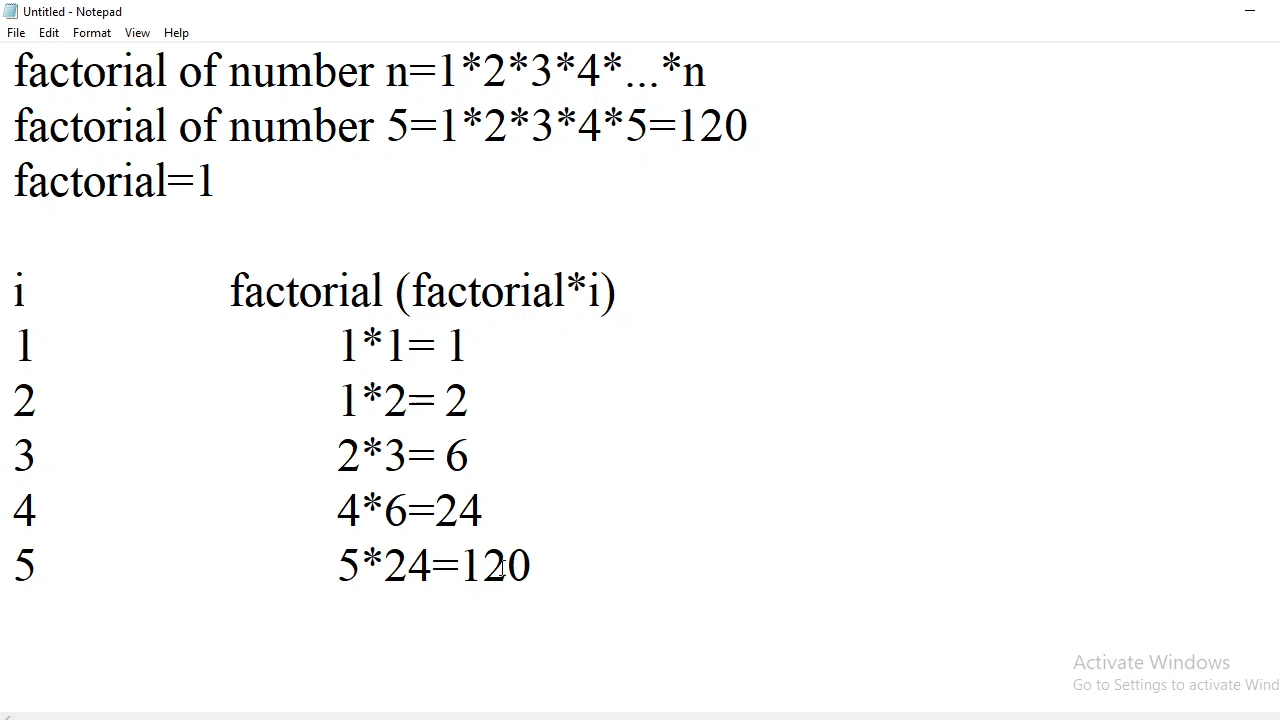 Untitled - Notepad
File Edit Format View Help
factorial of number n=1*2*3*4*...*n
factorial of number 5=1*2*3*4*5=120
factorial=1
i factorial (factorial*i)
1 1*1= 1
2 1*2= 2
3 2*3= 6
4 4*6=24
5 5*24=120
Activate Windows
Go to Settings to activate Wind